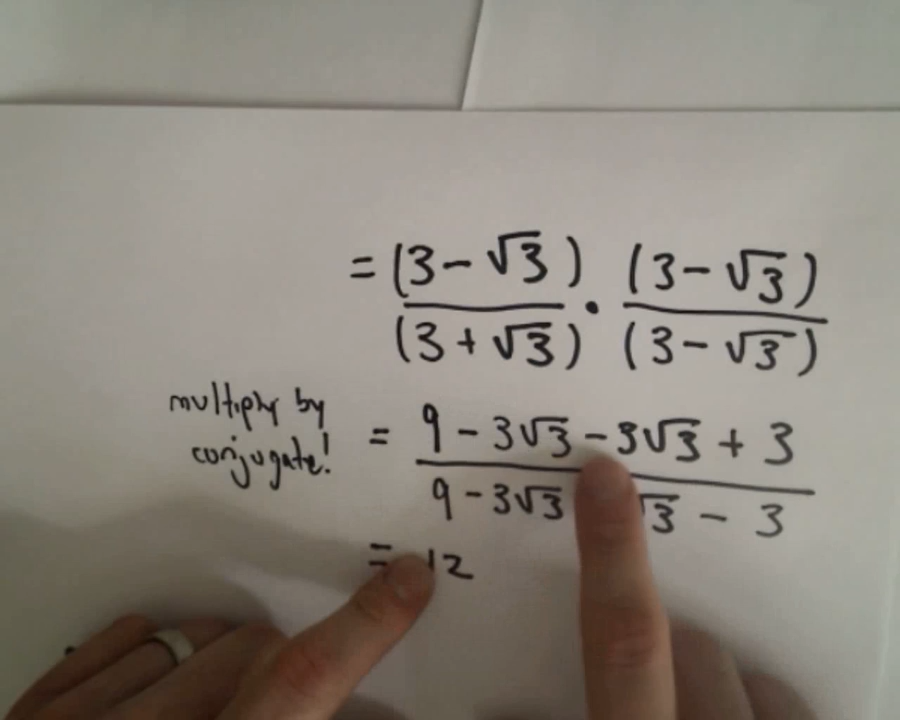 = (3 - √3) / (3 + √3) · (3 - √3) / (3 - √3)
multiply by
conjugate!
= 9 - 3√3 - 3√3 + 3
9 - 3√3 √3 - 3
= 12